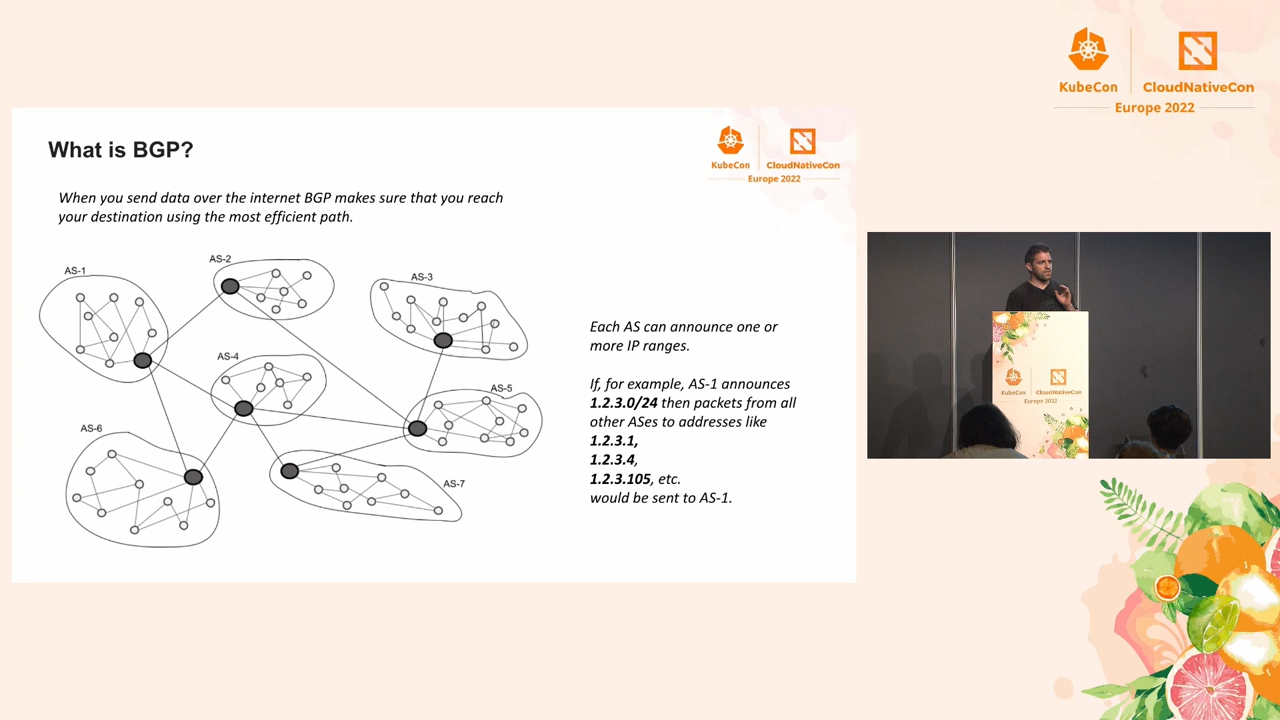 KubeCon
CloudNativeCon
Europe 2022
What is BGP?
KubeCon
CloudNativeCon
Europe 2022
When you send data over the internet BGP makes sure that you reach
your destination using the most efficient path.
AS-1
AS-2
AS-3
AS-4
AS-5
AS-6
AS-7
Each AS can announce one or
more IP ranges.
If, for example, AS-1 announces
1.2.3.0/24 then packets from all
other ASes to addresses like
1.2.3.1,
1.2.3.4,
1.2.3.105, etc.
would be sent to AS-1.
KubeCon
CloudNativeCon
Europe 2022